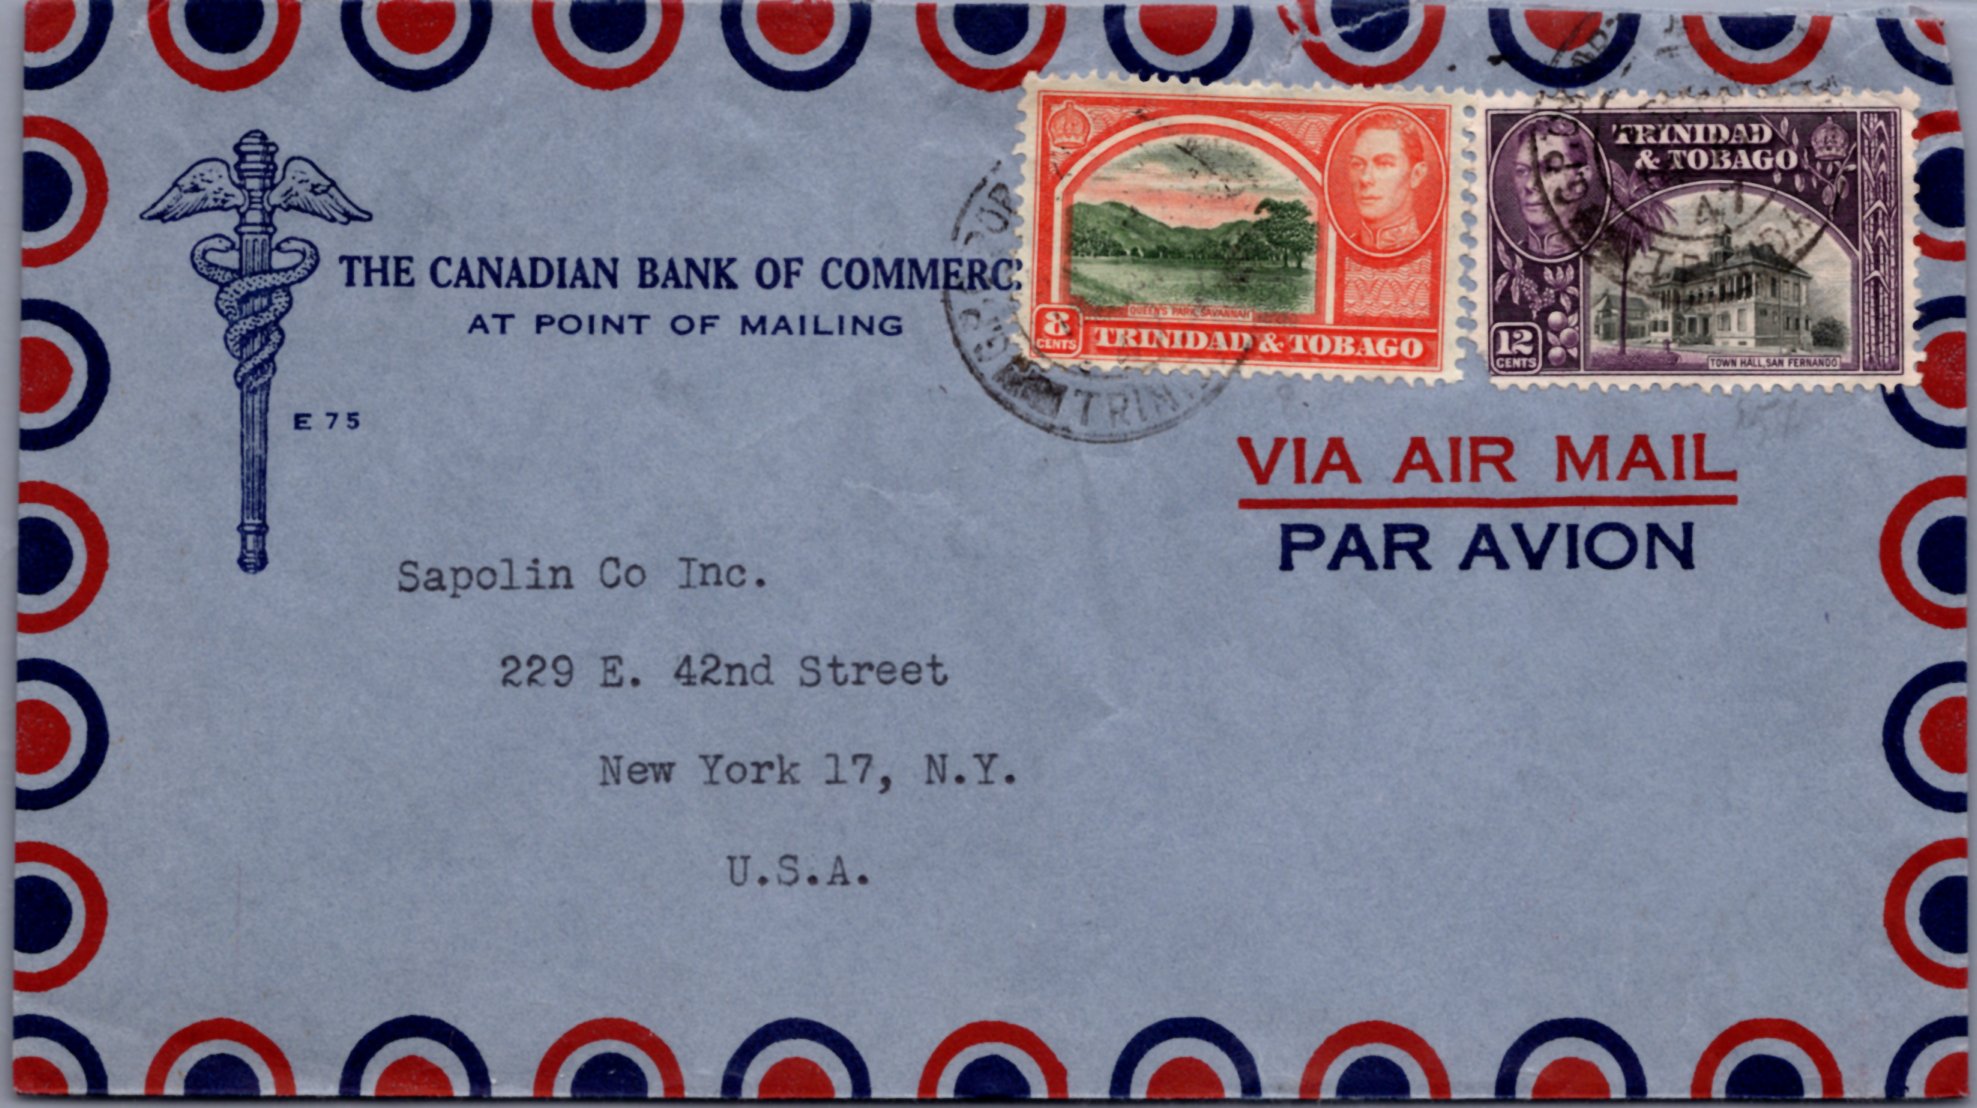 THE CANADIAN BANK OF COMMERC
AT POINT OF MAILING
E 75
QUEEN'S PARK, SAVANNAH
8 CENTS
TRINIDAD & TOBAGO
TRINIDAD
& TOBAGO
12 CENTS
TOWN HALL, SAN FERNANDO
TRIN
47
VIA AIR MAIL
PAR AVION
Sapolin Co Inc.
229 E. 42nd Street
New York 17, N.Y.
U.S.A.